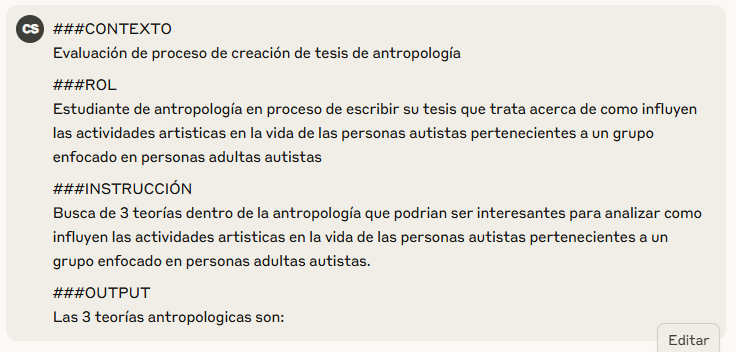 CS
###CONTEXTO
Evaluación de proceso de creación de tesis de antropología
###ROL
Estudiante de antropología en proceso de escribir su tesis que trata acerca de como influyen
las actividades artisticas en la vida de las personas autistas pertenecientes a un grupo
enfocado en personas adultas autistas
###INSTRUCCIÓN
Busca de 3 teorías dentro de la antropología que podrian ser interesantes para analizar como
influyen las actividades artisticas en la vida de las personas autistas pertenecientes a un
grupo enfocado en personas adultas autistas.
###OUTPUT
Las 3 teorías antropologicas son:
Editar